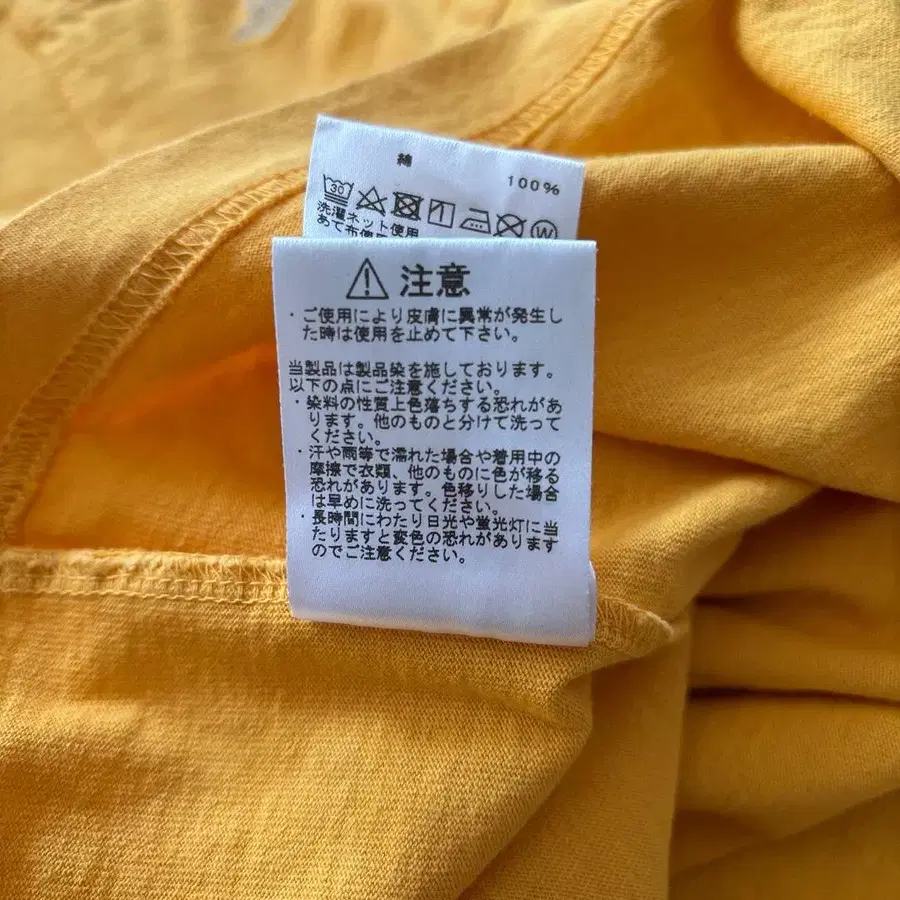 綿
100%
30
W
洗濯ネット使用
あて布使
⚠ 注意
・ご使用により皮膚に異常が発生し
た時は使用を止めて下さい。
当製品は製品染を施しております。
以下の点にご注意ください。
・染料の性質上色落ちする恐れがあ
ります。他のものと分けて洗って
ください。
・汗や雨等で濡れた場合や着用中の
摩擦で衣類、他のものに色が移る
恐れがあります。色移りした場合
は早めに洗ってください。
・長時間にわたり日光や蛍光灯に当
たりますと変色の恐れがあります
のでご注意ください。